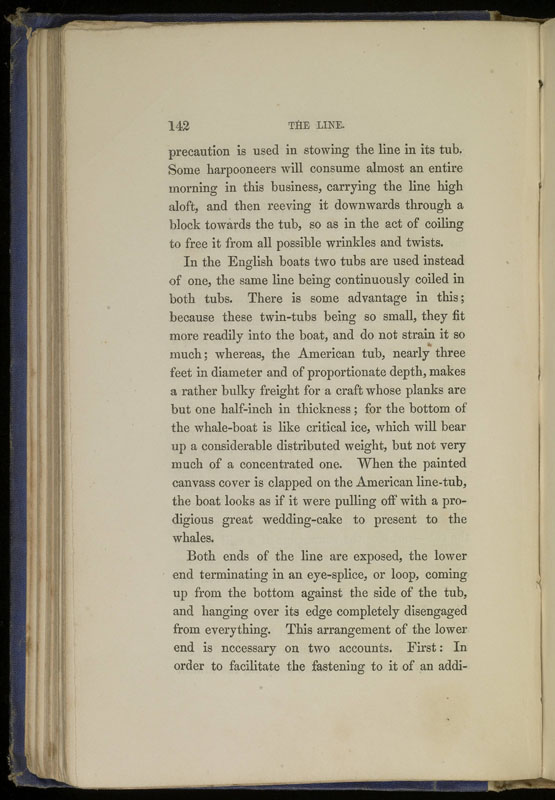 142 THE LINE.
precaution is used in stowing the line in its tub.
Some harpooneers will consume almost an entire
morning in this business, carrying the line high
aloft, and then reeving it downwards through a
block towards the tub, so as in the act of coiling
to free it from all possible wrinkles and twists.
In the English boats two tubs are used instead
of one, the same line being continuously coiled in
both tubs. There is some advantage in this;
because these twin-tubs being so small, they fit
more readily into the boat, and do not strain it so
much; whereas, the American tub, nearly three
feet in diameter and of proportionate depth, makes
a rather bulky freight for a craft whose planks are
but one half-inch in thickness; for the bottom of
the whale-boat is like critical ice, which will bear
up a considerable distributed weight, but not very
much of a concentrated one. When the painted
canvass cover is clapped on the American line-tub,
the boat looks as if it were pulling off with a pro-
digious great wedding-cake to present to the
whales.
Both ends of the line are exposed, the lower
end terminating in an eye-splice, or loop, coming
up from the bottom against the side of the tub,
and hanging over its edge completely disengaged
from everything. This arrangement of the lower
end is necessary on two accounts. First: In
order to facilitate the fastening to it of an addi-